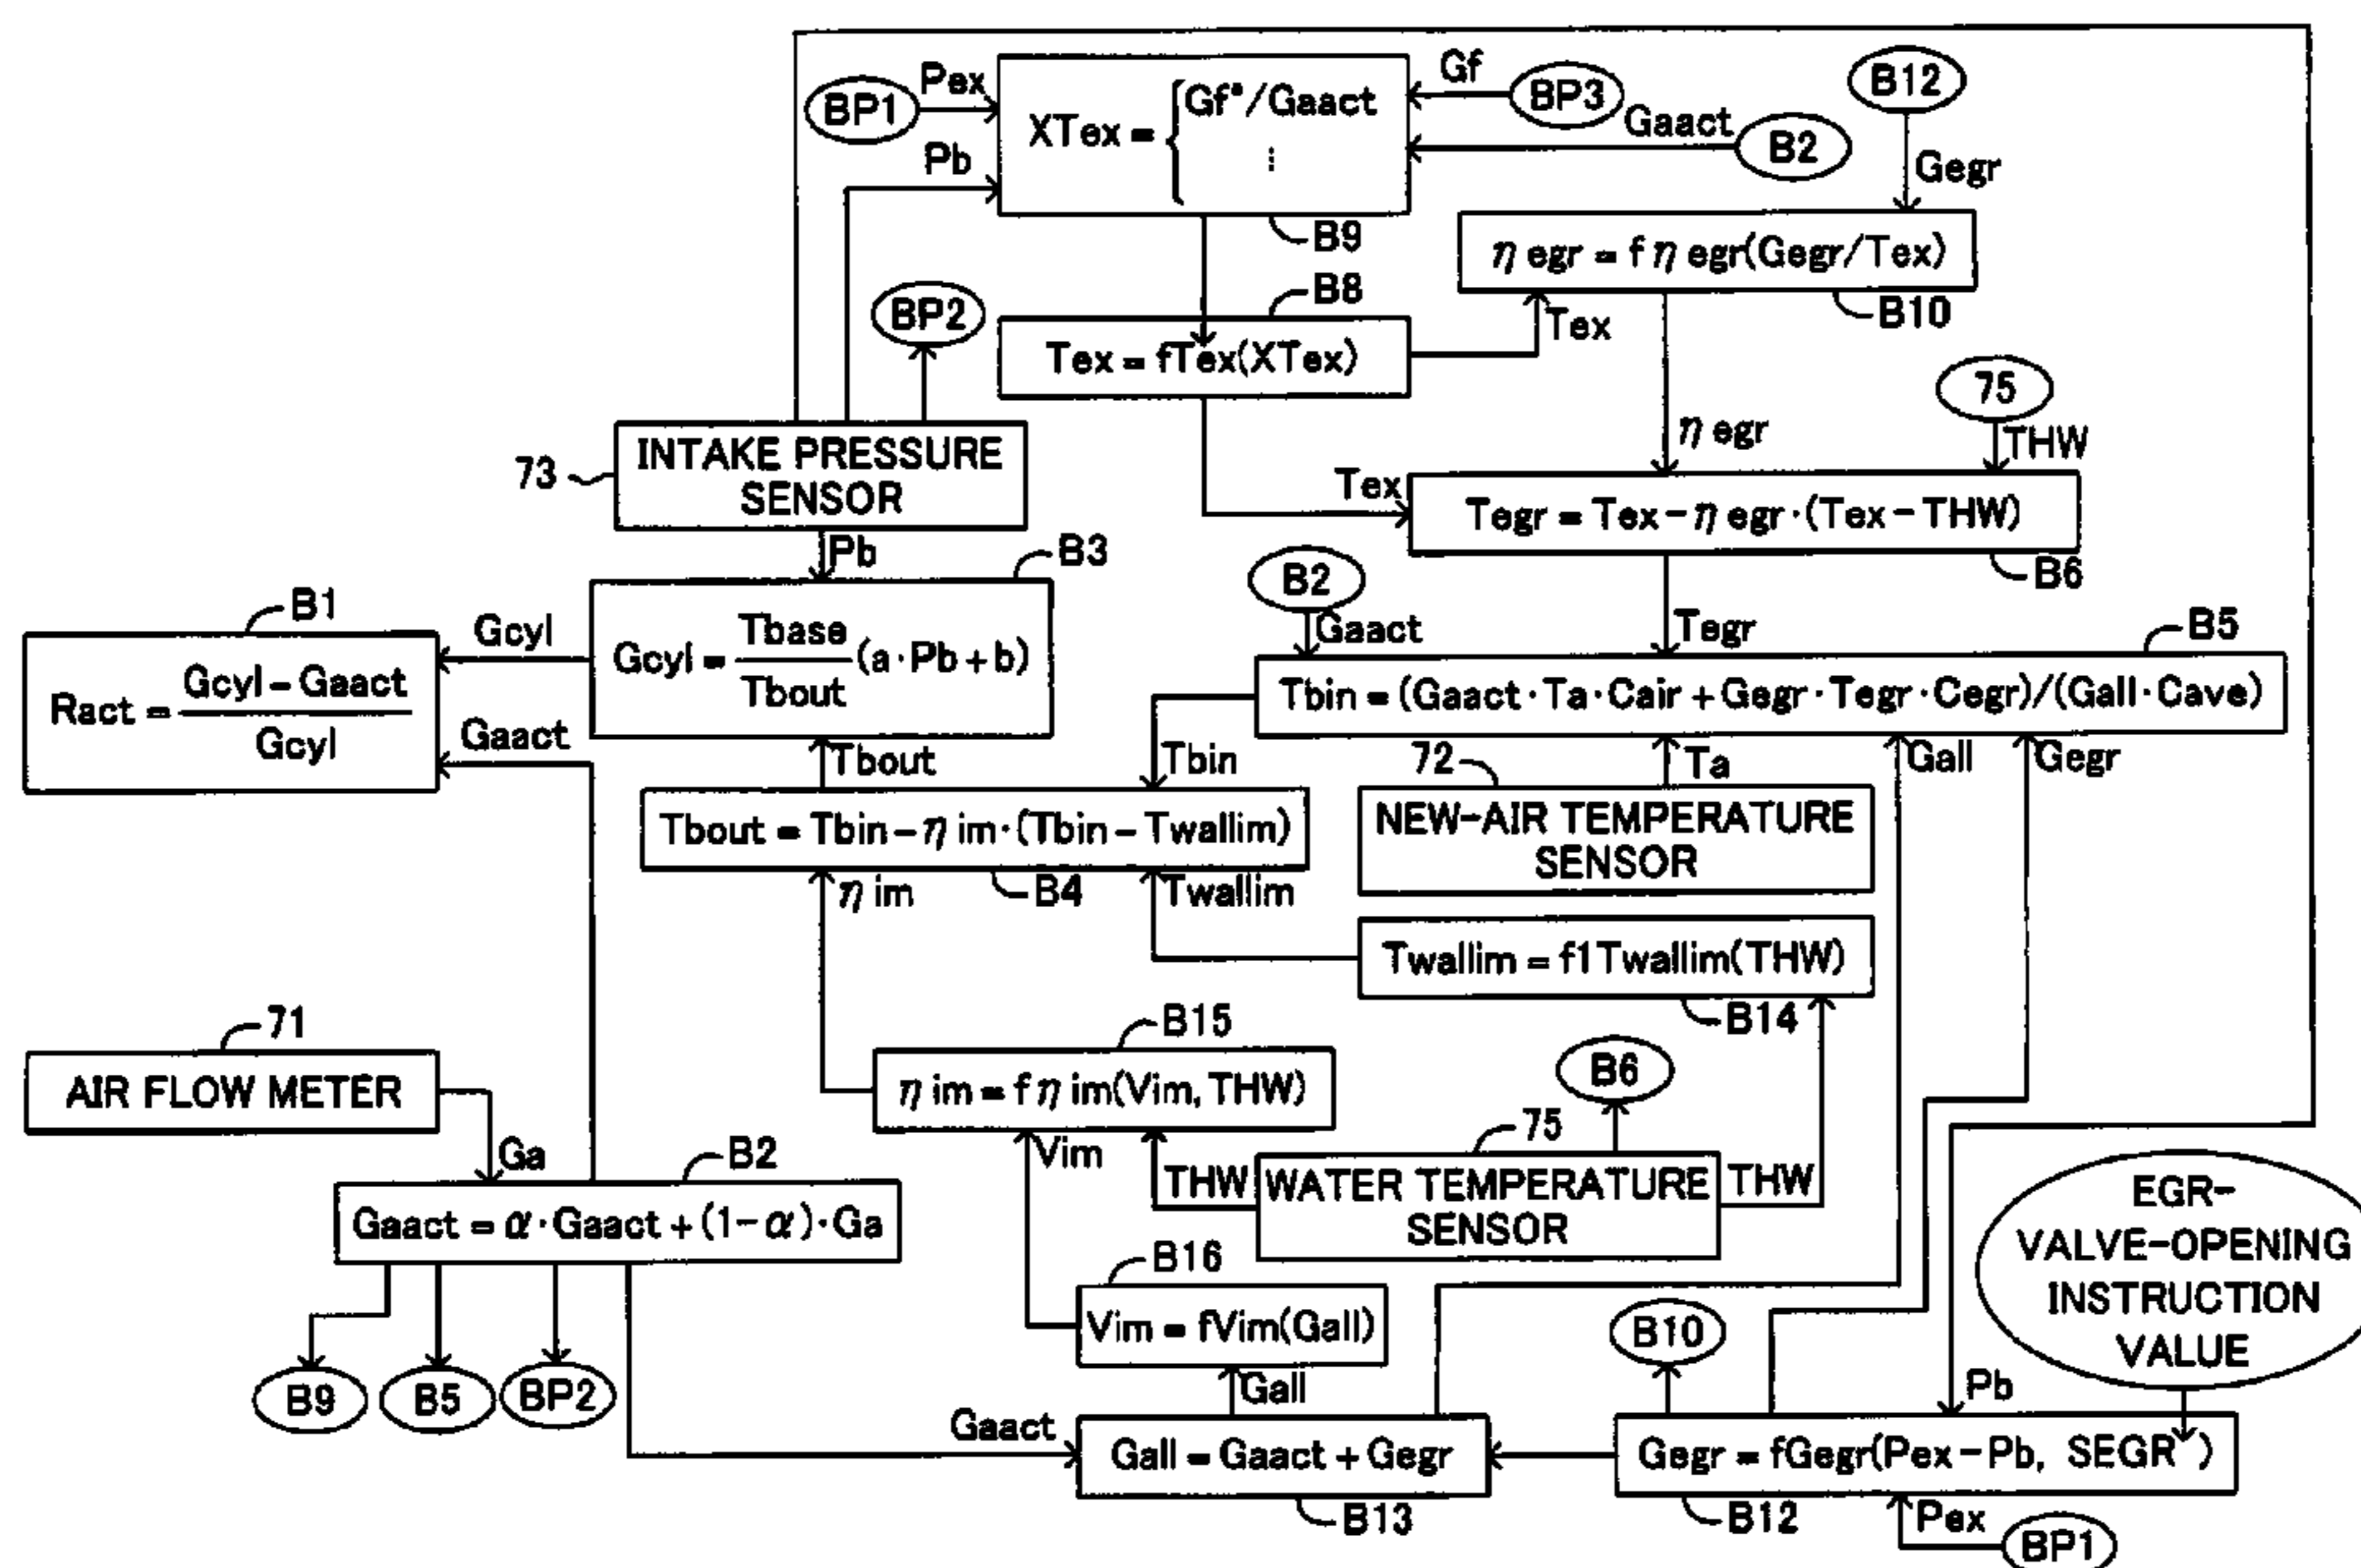 BP1
Pex
Pb
XTex = { Gf*/Gaact
⋮
Gf
BP3
Gaact
B2
B12
Gegr
B9
η egr = f η egr(Gegr/Tex)
B10
B8
Tex
BP2
Tex = fTex(XTex)
75
THW
η egr
73
INTAKE PRESSURE
SENSOR
Tex
Tegr = Tex - η egr · (Tex - THW)
B6
Pb
B3
B2
Gaact
Tegr
B5
B1
Gcyl
Ract = Gcyl - Gaact
Gcyl
Gaact
Gcyl = Tbase (a · Pb + b)
Tbout
Tbin = (Gaact · Ta · Cair + Gegr · Tegr · Cegr)/(Gall · Cave)
Tbout
Tbin
72
Ta
Gall
Gegr
Tbout = Tbin - η im · (Tbin - Twallim)
NEW-AIR TEMPERATURE
SENSOR
η im
B4
Twallim
Twallim = f1Twallim(THW)
B14
71
B15
AIR FLOW METER
η im = f η im(Vim, THW)
B6
75
Ga
B2
Vim
THW
WATER TEMPERATURE
SENSOR
THW
EGR-
VALVE-OPENING
INSTRUCTION
VALUE
Gaact = α · Gaact + (1 - α) · Ga
B16
Vim = fVim(Gall)
B10
B9
B5
BP2
Gall
Pb
Gaact
Gall = Gaact + Gegr
Gegr = fGegr(Pex - Pb, SEGR )
B13
B12
Pex
BP1